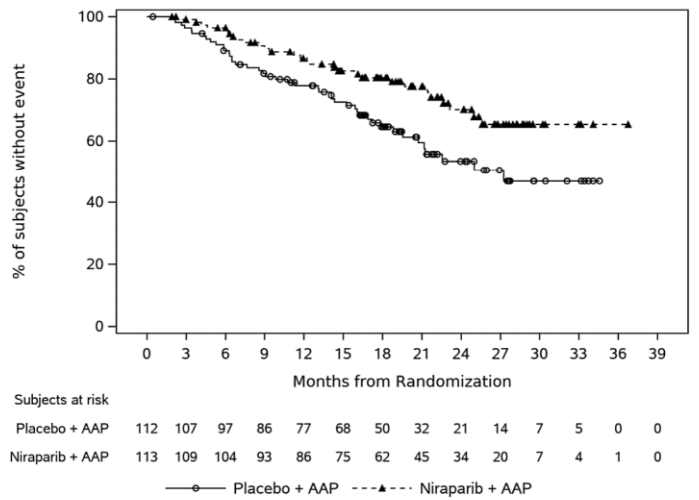 % of subjects without event
100
80
60
40
20
0
0 3 6 9 12 15 18 21 24 27 30 33 36 39
Months from Randomization
Subjects at risk
Placebo + AAP 112 107 97 86 77 68 50 32 21 14 7 5 0 0
Niraparib + AAP 113 109 104 93 86 75 62 45 34 20 7 4 1 0
Placebo + AAP Niraparib + AAP